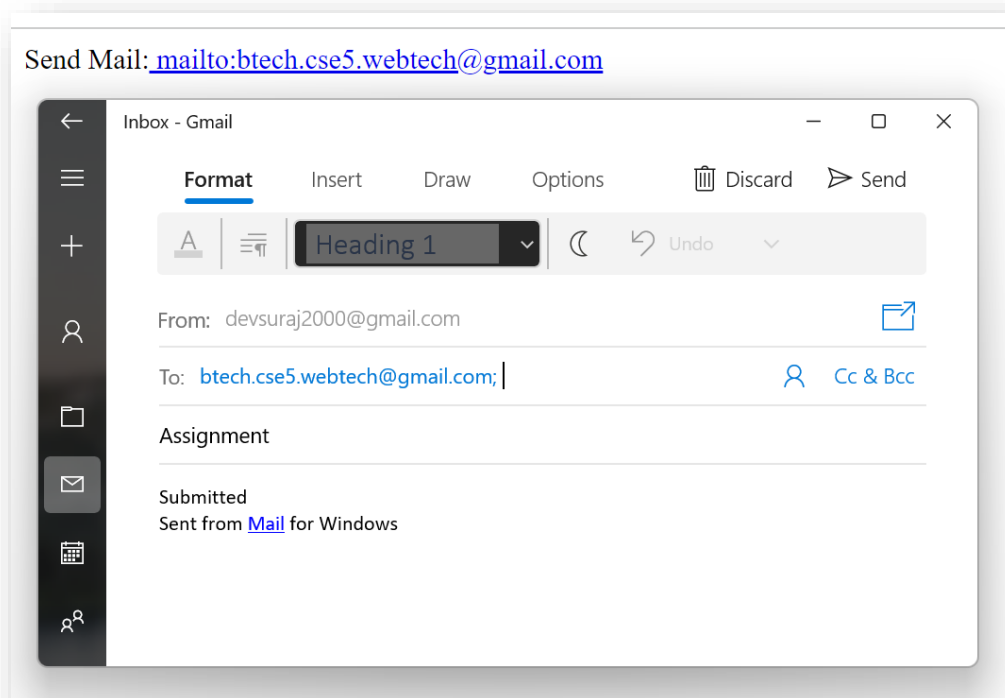 Send Mail: mailto:btech.cse5.webtech@gmail.com
Inbox - Gmail
Format Insert Draw Options Discard Send
A Heading 1 Undo
From: devsuraj2000@gmail.com
To: btech.cse5.webtech@gmail.com; Cc & Bcc
Assignment
Submitted
Sent from Mail for Windows